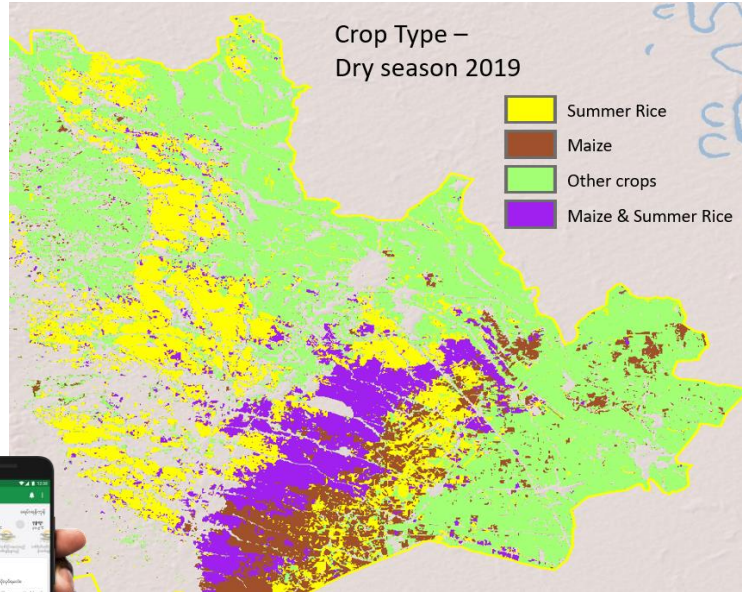 Crop Type –
Dry season 2019
Summer Rice
Maize
Other crops
Maize & Summer Rice